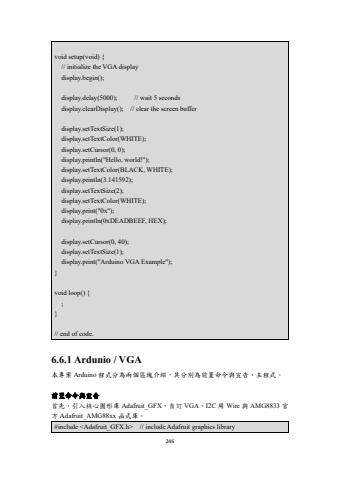 void setup(void) {
// initialize the VGA display
display.begin();
display.delay(5000); // wait 5 seconds
display.clearDisplay(); // clear the screen buffer
display.setTextSize(1);
display.setTextColor(WHITE);
display.setCursor(0, 0);
display.println("Hello, world!");
display.setTextColor(BLACK, WHITE);
display.println(3.141592);
display.setTextSize(2);
display.setTextColor(WHITE);
display.print("0x");
display.println(0xDEADBEEF, HEX);
display.setCursor(0, 40);
display.setTextSize(1);
display.print("Arduino VGA Example");
}
void loop() {
;
}
// end of code.
6.6.1 Ardunio / VGA
本專案 Arduino 程式分為兩個區塊介紹，其分別為前置命令與宣告、主程式。
前置命令與宣告
首先，引入核心圖形庫 Adafruit_GFX、自訂 VGA、I2C 用 Wire 與 AMG8833 官
方 Adafruit_AMG88xx 函式庫。
#include <Adafruit_GFX.h> // include Adafruit graphics library
246